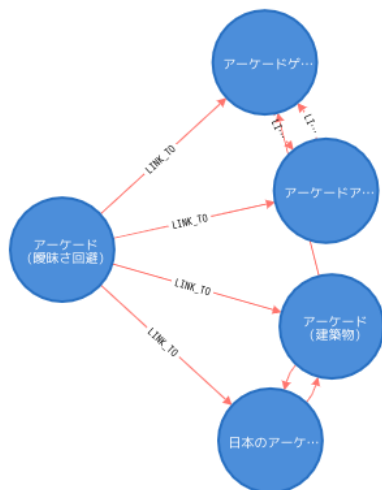 アーケードゲ…
LI…
LI…
アーケードア…
LINK_TO
LINK_TO
アーケード
(曖昧さ回避)
LINK_TO
アーケード
(建築物)
LINK_TO
日本のアーケ…